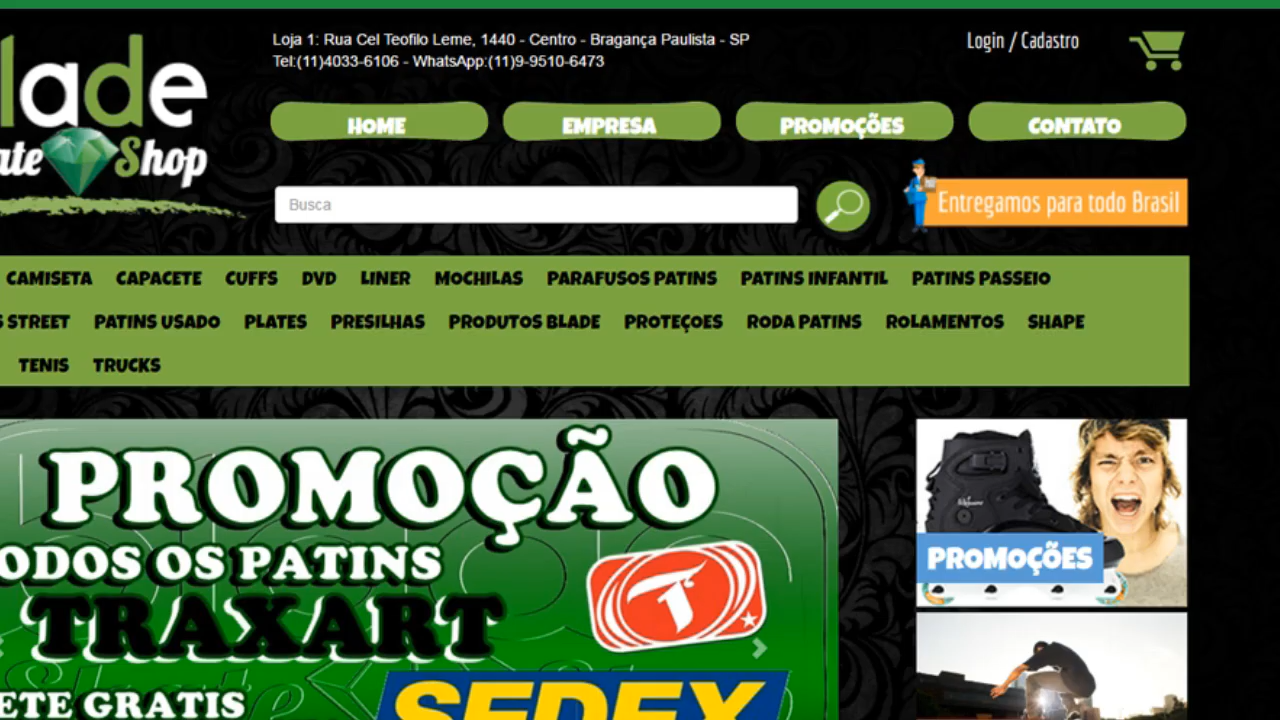 Loja 1: Rua Cel Teofilo Leme, 1440 - Centro - Bragança Paulista - SP
Tel:(11)4033-6106 - WhatsApp:(11)9-9510-6473
Login / Cadastro
lade
ate Shop
HOME EMPRESA PROMOÇÕES CONTATO
Busca
Entregamos para todo Brasil
CAMISETA CAPACETE CUFFS DVD LINER MOCHILAS PARAFUSOS PATINS PATINS INFANTIL PATINS PASSEIO
S STREET PATINS USADO PLATES PRESILHAS PRODUTOS BLADE PROTEÇOES RODA PATINS ROLAMENTOS SHAPE
TENIS TRUCKS
PROMOÇÃO
ODOS OS PATINS
TRAXART
T
ETE GRATIS
SEDEX
PROMOÇÕES